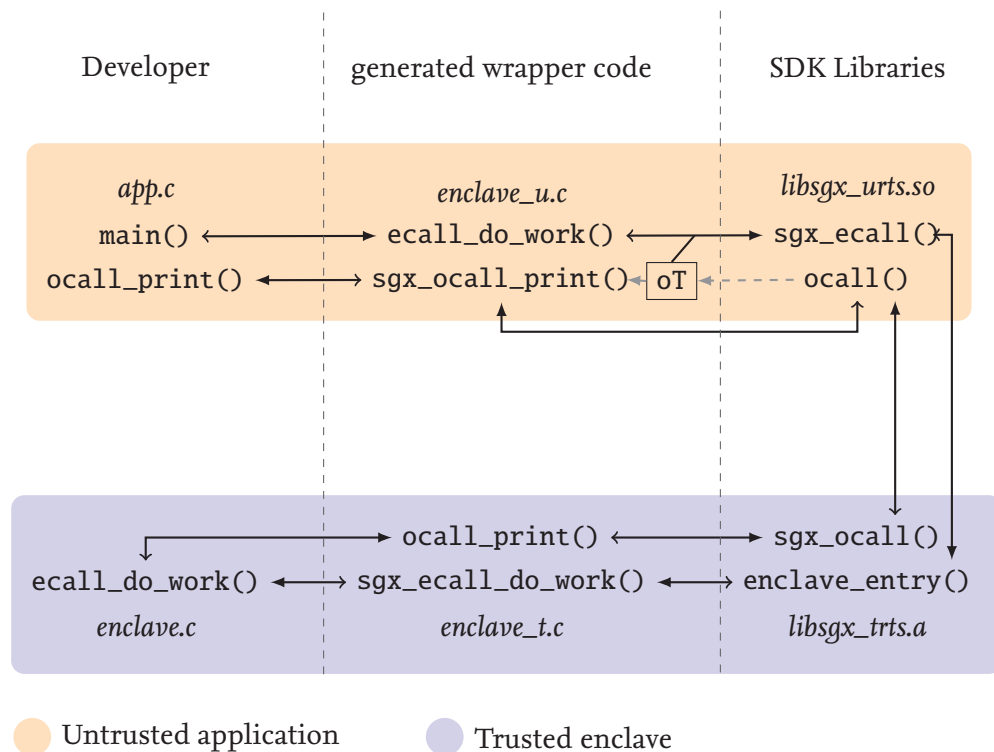 Developer generated wrapper code SDK Libraries
app.c enclave_u.c libsgx_urts.so
main() ecall_do_work() sgx_ecall()
ocall_print() sgx_ocall_print() oT ocall()
ocall_print() sgx_ocall()
ecall_do_work() sgx_ecall_do_work() enclave_entry()
enclave.c enclave_t.c libsgx_trts.a
Untrusted application Trusted enclave